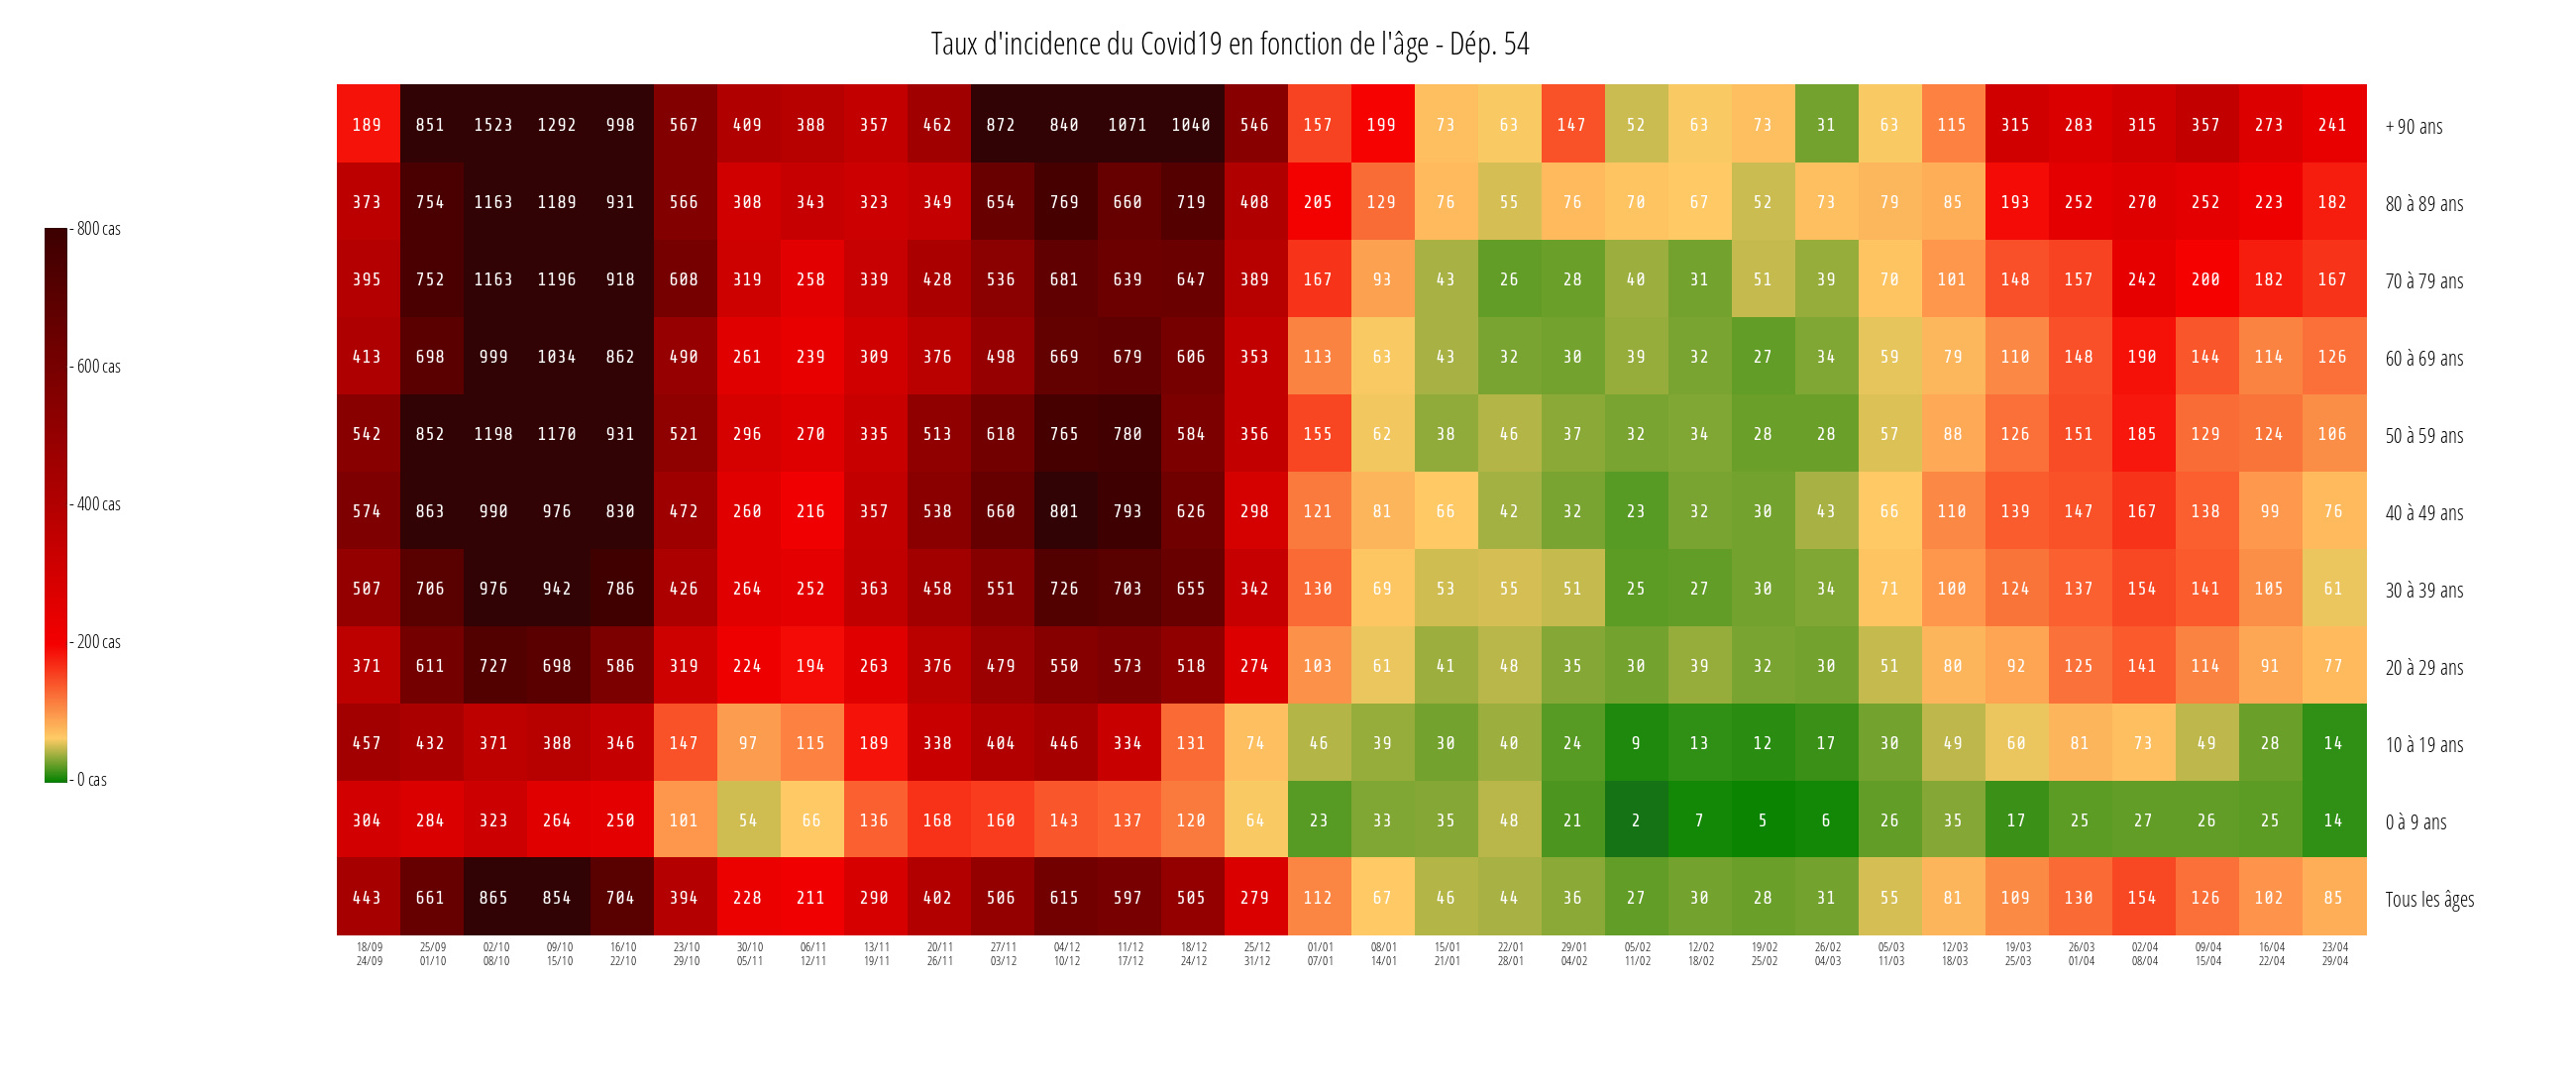 Taux d'incidence du Covid19 en fonction de l'âge - Dép. 54
- 800 cas
- 600 cas
- 400 cas
- 200 cas
- 0 cas
189 851 1523 1292 998 567 409 388 357 462 872 840 1071 1040 546 157 199 73 63 147 52 63 73 31 63 115 315 283 315 357 273 241 + 90 ans
373 754 1163 1189 931 566 308 343 323 349 654 769 660 719 408 205 129 76 55 76 70 67 52 73 79 85 193 252 270 252 223 182 80 à 89 ans
395 752 1163 1196 918 608 319 258 339 428 536 681 639 647 389 167 93 43 26 28 40 31 51 39 70 101 148 157 242 200 182 167 70 à 79 ans
413 698 999 1034 862 490 261 239 309 376 498 669 679 606 353 113 63 43 32 30 39 32 27 34 59 79 110 148 190 144 114 126 60 à 69 ans
542 852 1198 1170 931 521 296 270 335 513 618 765 780 584 356 155 62 38 46 37 32 34 28 28 57 88 126 151 185 129 124 106 50 à 59 ans
574 863 990 976 830 472 260 216 357 538 660 801 793 626 298 121 81 66 42 32 23 32 30 43 66 110 139 147 167 138 99 76 40 à 49 ans
507 706 976 942 786 426 264 252 363 458 551 726 703 655 342 130 69 53 55 51 25 27 30 34 71 100 124 137 154 141 105 61 30 à 39 ans
371 611 727 698 586 319 224 194 263 376 479 550 573 518 274 103 61 41 48 35 30 39 32 30 51 80 92 125 141 114 91 77 20 à 29 ans
457 432 371 388 346 147 97 115 189 338 404 446 334 131 74 46 39 30 40 24 9 13 12 17 30 49 60 81 73 49 28 14 10 à 19 ans
304 284 323 264 250 101 54 66 136 168 160 143 137 120 64 23 33 35 48 21 2 7 5 6 26 35 17 25 27 26 25 14 0 à 9 ans
443 661 865 854 704 394 228 211 290 402 506 615 597 505 279 112 67 46 44 36 27 30 28 31 55 81 109 130 154 126 102 85 Tous les âges
18/09 25/09 02/10 09/10 16/10 23/10 30/10 06/11 13/11 20/11 27/11 04/12 11/12 18/12 25/12 01/01 08/01 15/01 22/01 29/01 05/02 12/02 19/02 26/02 05/03 12/03 19/03 26/03 02/04 09/04 16/04 23/04
24/09 01/10 08/10 15/10 22/10 29/10 05/11 12/11 19/11 26/11 03/12 10/12 17/12 24/12 31/12 07/01 14/01 21/01 28/01 04/02 11/02 18/02 25/02 04/03 11/03 18/03 25/03 01/04 08/04 15/04 22/04 29/04